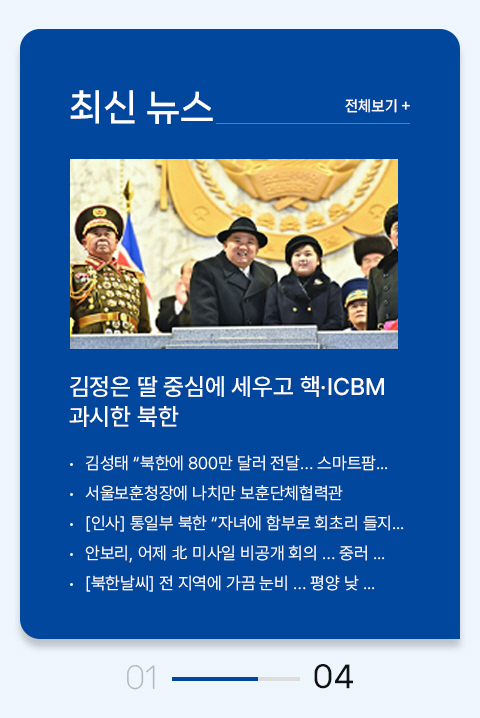 최신 뉴스
전체보기 +
김정은 딸 중심에 세우고 핵·ICBM
과시한 북한
· 김성태 “북한에 800만 달러 전달... 스마트팜...
· 서울보훈청장에 나치만 보훈단체협력관
· [인사] 통일부 북한 “자녀에 함부로 회초리 들지...
· 안보리, 어제 北 미사일 비공개 회의 ... 중러 ...
· [북한날씨] 전 지역에 가끔 눈비 ... 평양 낮 ...
01
04